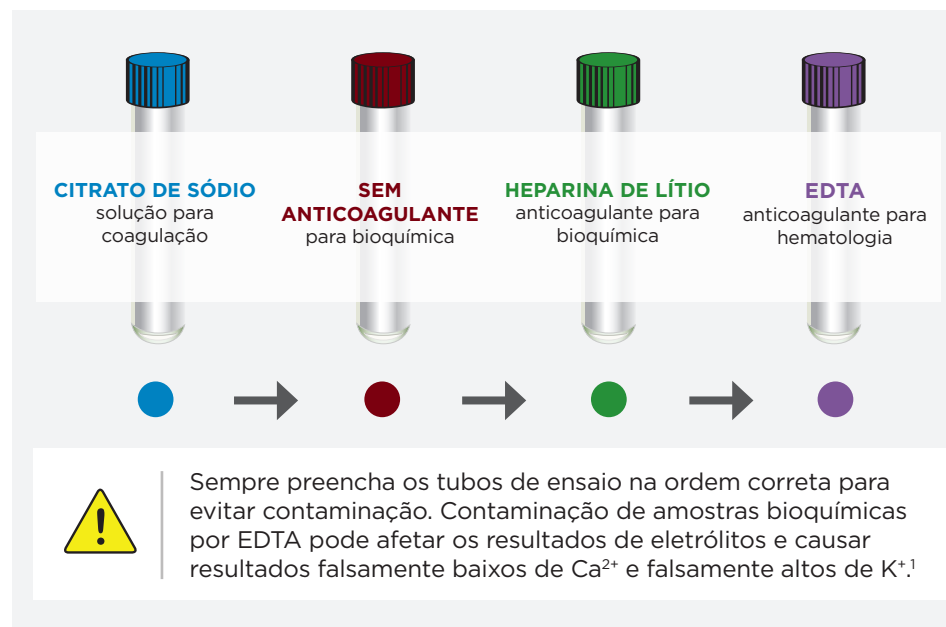 CITRATO DE SÓDIO
solução para
coagulação
SEM
ANTICOAGULANTE
para bioquímica
HEPARINA DE LÍTIO
anticoagulante para
bioquímica
EDTA
anticoagulante para
hematologia
Sempre preencha os tubos de ensaio na ordem correta para
evitar contaminação. Contaminação de amostras bioquímicas
por EDTA pode afetar os resultados de eletrólitos e causar
resultados falsamente baixos de Ca²⁺ e falsamente altos de K⁺.¹